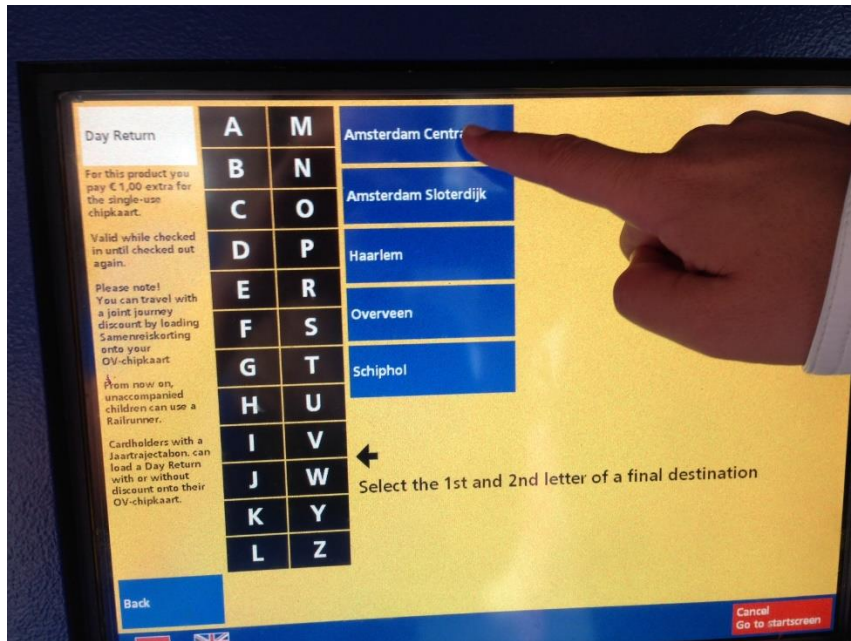 Day Return
For this product you
pay € 1,00 extra for
the single-use
chipkaart.
Valid while checked
in until checked out
again.
Please note!
You can travel with
a joint journey
discount by loading
Samenreiskorting
onto your
OV-chipkaart
From now on,
unaccompanied
children can use a
Railrunner.
Cardholders with a
Jaartrajectabon. can
load a Day Return
with or without
discount onto their
OV-chipkaart.
Back
A M
B N
C O
D P
E R
F S
G T
H U
I V
J W
K Y
L Z
Amsterdam
Amsterdam Sloterdijk
Haarlem
Overveen
Schiphol
Select the 1st and 2nd letter of a final destination
Cancel
Go to startscreen